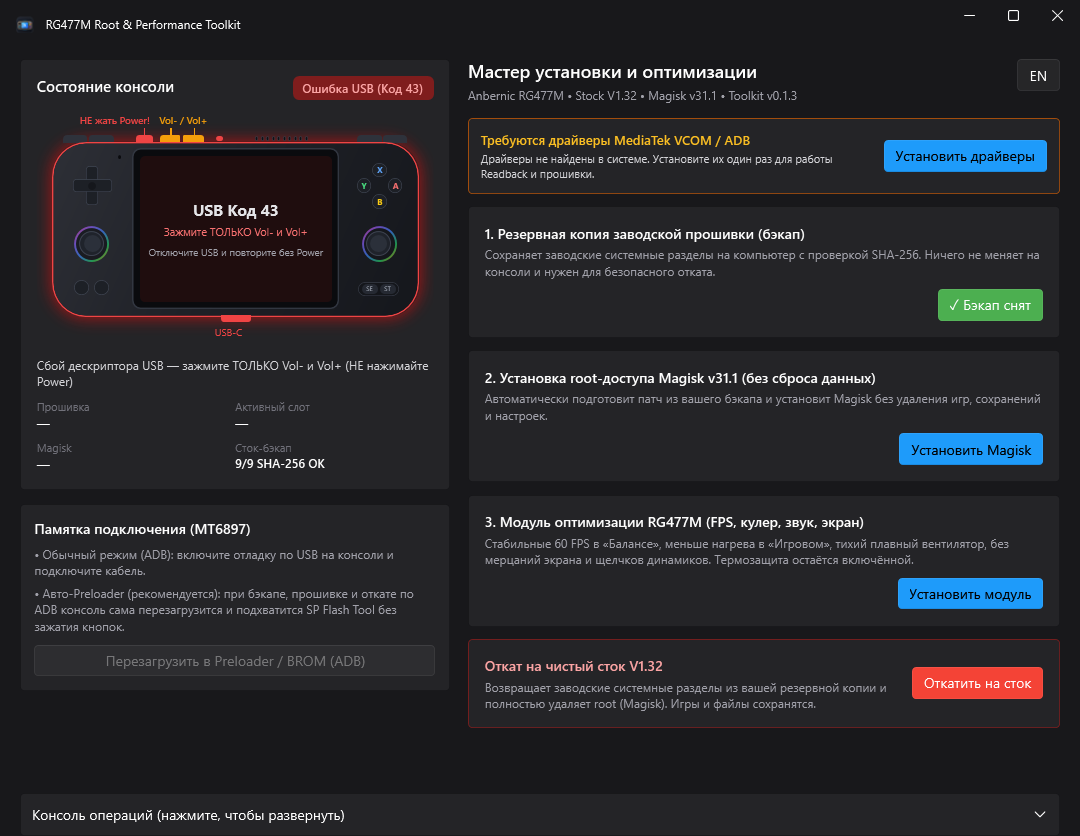 RG477M Root & Performance Toolkit
Состояние консоли
Ошибка USB (Код 43)
НЕ жать Power!
Vol- / Vol+
USB Код 43
Зажмите ТОЛЬКО Vol- и Vol+
Отключите USB и повторите без Power
X
Y
A
B
SE
ST
USB-C
Сбой дескриптора USB — зажмите ТОЛЬКО Vol- и Vol+ (НЕ нажимайте
Power)
Прошивка
—
Активный слот
—
Magisk
—
Сток-бэкап
9/9 SHA-256 OK
Памятка подключения (MT6897)
• Обычный режим (ADB): включите отладку по USB на консоли и
подключите кабель.
• Авто-Preloader (рекомендуется): при бэкапе, прошивке и откате по
ADB консоль сама перезагрузится и подхватится SP Flash Tool без
зажатия кнопок.
Перезагрузить в Preloader / BROM (ADB)
Мастер установки и оптимизации
Anbernic RG477M • Stock V1.32 • Magisk v31.1 • Toolkit v0.1.3
EN
Требуются драйверы MediaTek VCOM / ADB
Драйверы не найдены в системе. Установите их один раз для работы
Readback и прошивки.
Установить драйверы
1. Резервная копия заводской прошивки (бэкап)
Сохраняет заводские системные разделы на компьютер с проверкой SHA-256. Ничего не меняет на
консоли и нужен для безопасного отката.
✓ Бэкап снят
2. Установка root-доступа Magisk v31.1 (без сброса данных)
Автоматически подготовит патч из вашего бэкапа и установит Magisk без удаления игр, сохранений
и настроек.
Установить Magisk
3. Модуль оптимизации RG477M (FPS, кулер, звук, экран)
Стабильные 60 FPS в «Балансе», меньше нагрева в «Игровом», тихий плавный вентилятор, без
мерцаний экрана и щелчков динамиков. Термозащита остаётся включённой.
Установить модуль
Откат на чистый сток V1.32
Возвращает заводские системные разделы из вашей резервной копии и
полностью удаляет root (Magisk). Игры и файлы сохранятся.
Откатить на сток
Консоль операций (нажмите, чтобы развернуть)